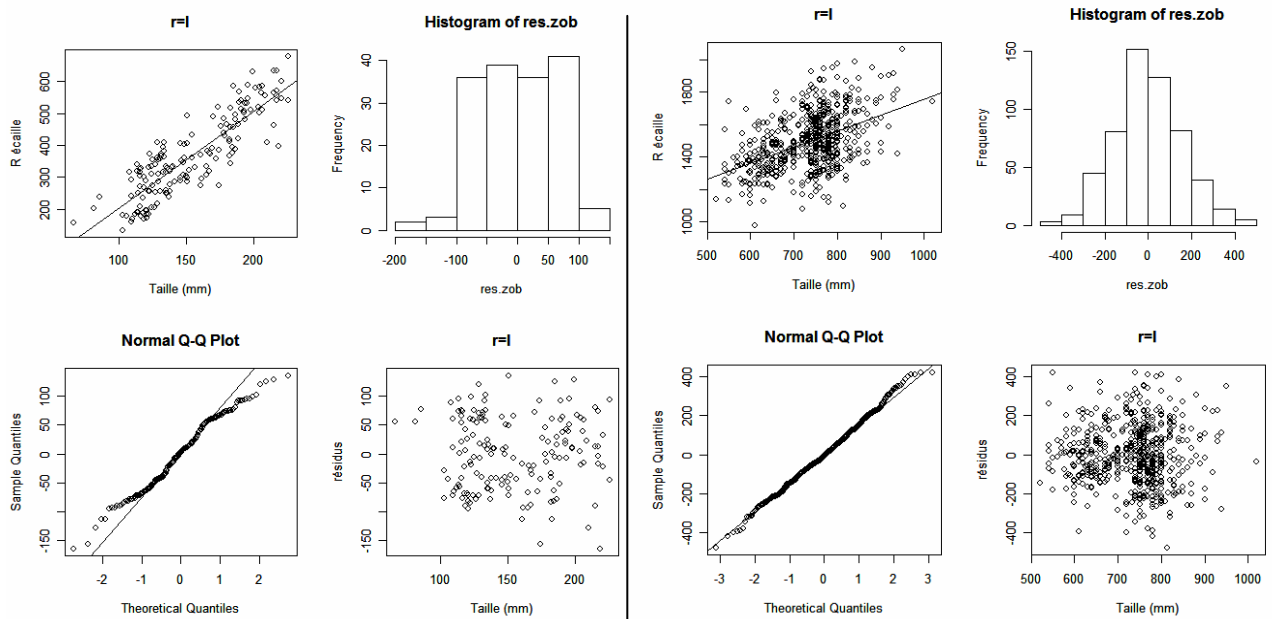 r=l
R écaille
200 300 400 500 600
100 150 200
Taille (mm)
Histogram of res.zob
Frequency
0 10 20 30 40
-200 -100 0 50 100
res.zob
Normal Q-Q Plot
Sample Quantiles
-150 -50 0 50 100
-2 -1 0 1 2
Theoretical Quantiles
r=l
résidus
-150 -50 0 50 100
100 150 200
Taille (mm)
r=l
R écaille
1000 1400 1800
500 600 700 800 900 1000
Taille (mm)
Histogram of res.zob
Frequency
0 50 100 150
-400 -200 0 200 400
res.zob
Normal Q-Q Plot
Sample Quantiles
-400 -200 0 200 400
-3 -2 -1 0 1 2 3
Theoretical Quantiles
r=l
résidus
-400 -200 0 200 400
500 600 700 800 900 1000
Taille (mm)